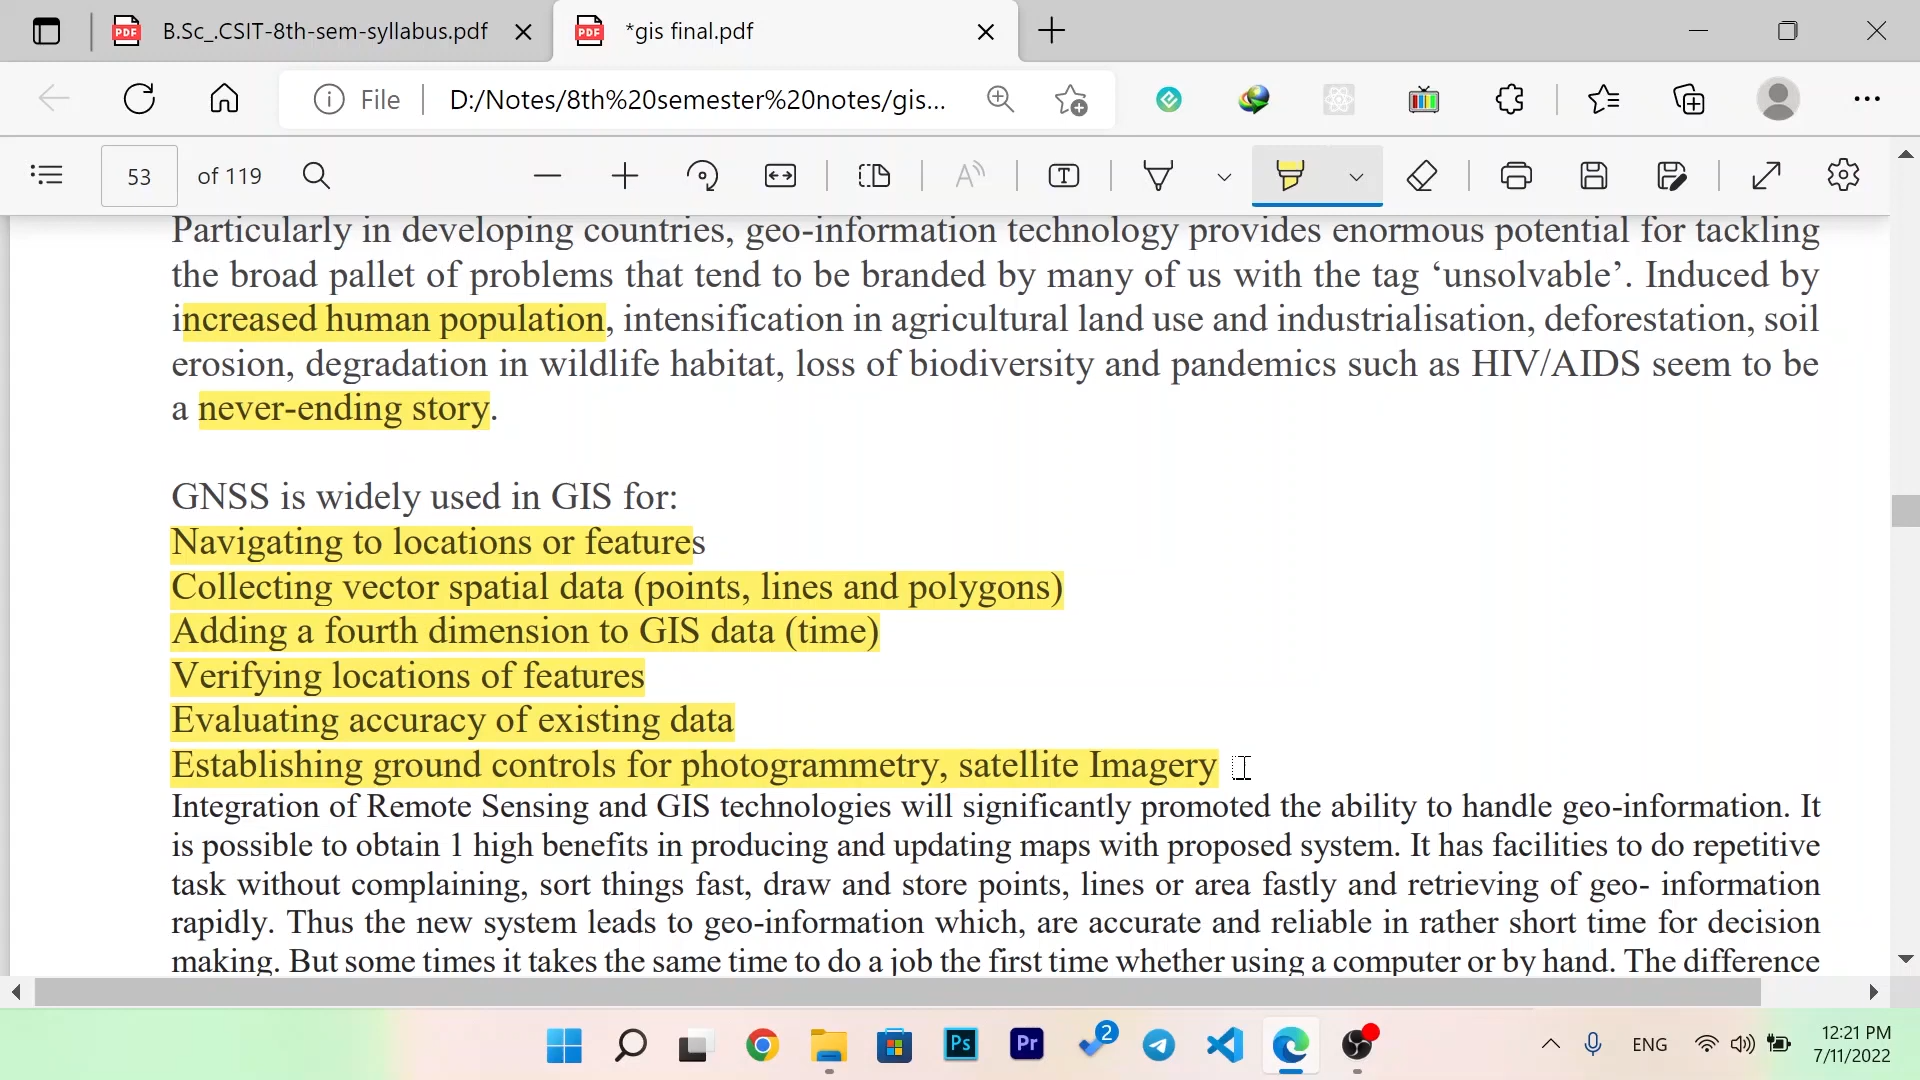 B.Sc_.CSIT-8th-sem-syllabus.pdf
*gis final.pdf
File
D:/Notes/8th%20semester%20notes/gis...
53 of 119
Particularly in developing countries, geo-information technology provides enormous potential for tackling
the broad pallet of problems that tend to be branded by many of us with the tag ‘unsolvable’. Induced by
increased human population, intensification in agricultural land use and industrialisation, deforestation, soil
erosion, degradation in wildlife habitat, loss of biodiversity and pandemics such as HIV/AIDS seem to be
a never-ending story.
GNSS is widely used in GIS for:
Navigating to locations or features
Collecting vector spatial data (points, lines and polygons)
Adding a fourth dimension to GIS data (time)
Verifying locations of features
Evaluating accuracy of existing data
Establishing ground controls for photogrammetry, satellite Imagery
Integration of Remote Sensing and GIS technologies will significantly promoted the ability to handle geo-information. It
is possible to obtain 1 high benefits in producing and updating maps with proposed system. It has facilities to do repetitive
task without complaining, sort things fast, draw and store points, lines or area fastly and retrieving of geo- information
rapidly. Thus the new system leads to geo-information which, are accurate and reliable in rather short time for decision
making. But some times it takes the same time to do a job the first time whether using a computer or by hand. The difference
Ps
Pr
2
ENG
12:21 PM
7/11/2022